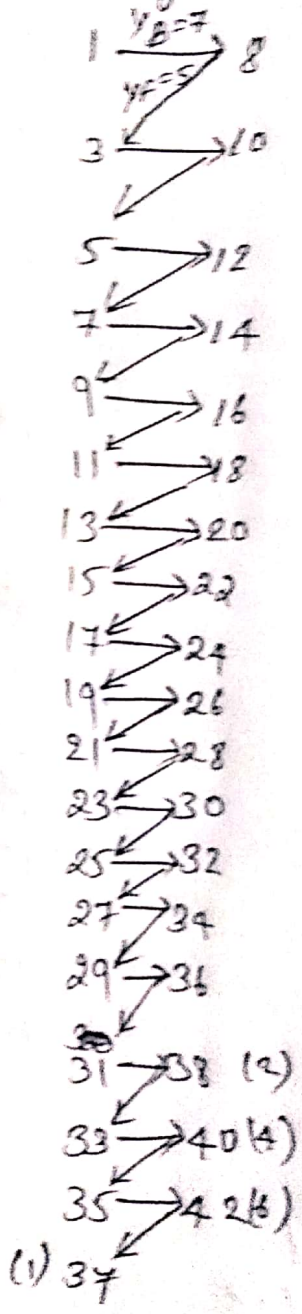 Y_B=7
1 → 8
Y_F=5
3 → 10
5 → 12
7 → 14
9 → 16
11 → 18
13 → 20
15 → 22
17 → 24
19 → 26
21 → 28
23 → 30
25 → 32
27 → 34
29 → 36
31 → 38 (2)
33 → 40 (4)
35 → 42 (6)
(1) 37